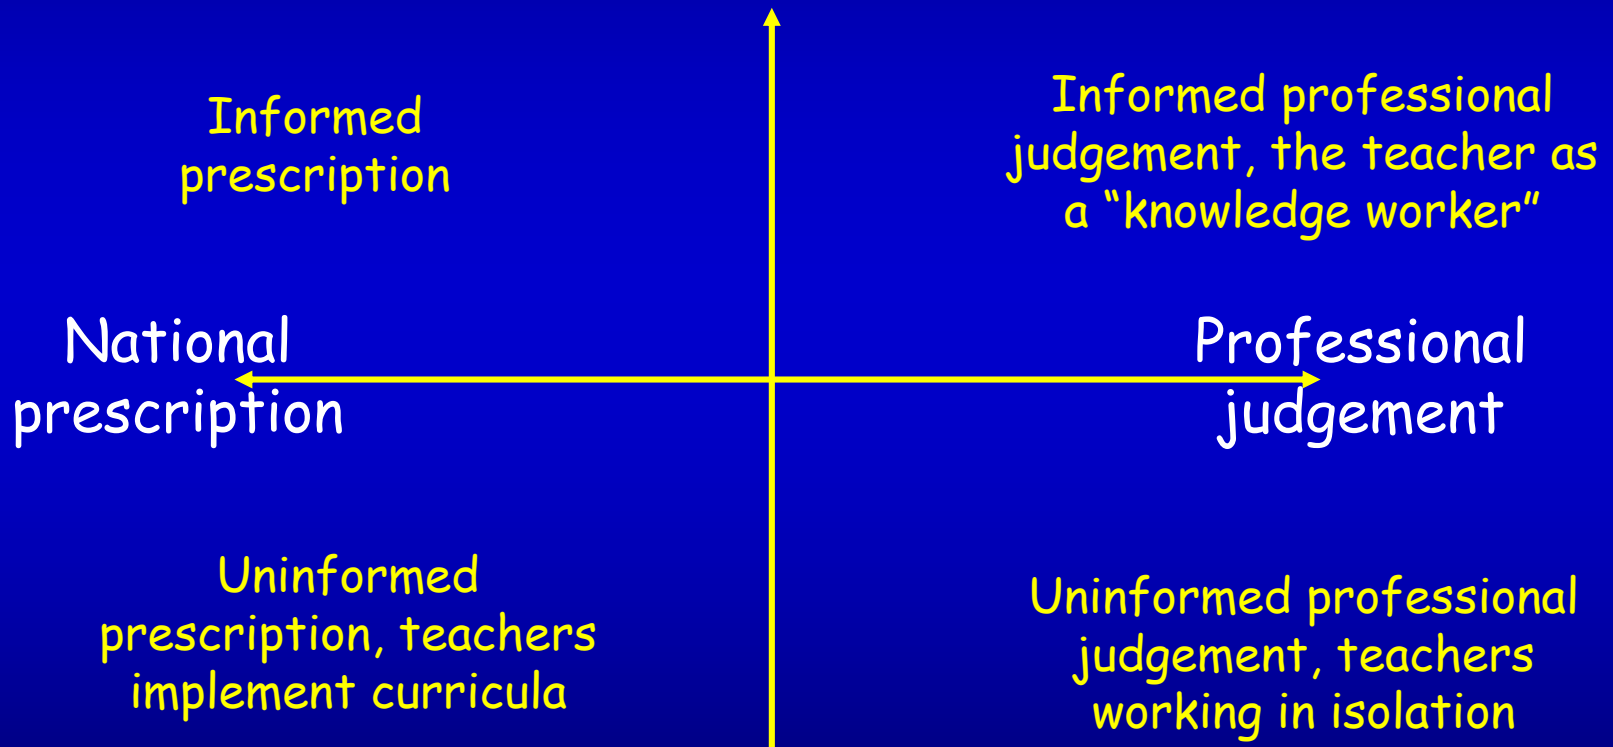 Informed
prescription
Informed professional
judgement, the teacher as
a “knowledge worker”
National
prescription
Professional
judgement
Uninformed
prescription, teachers
implement curricula
Uninformed professional
judgement, teachers
working in isolation